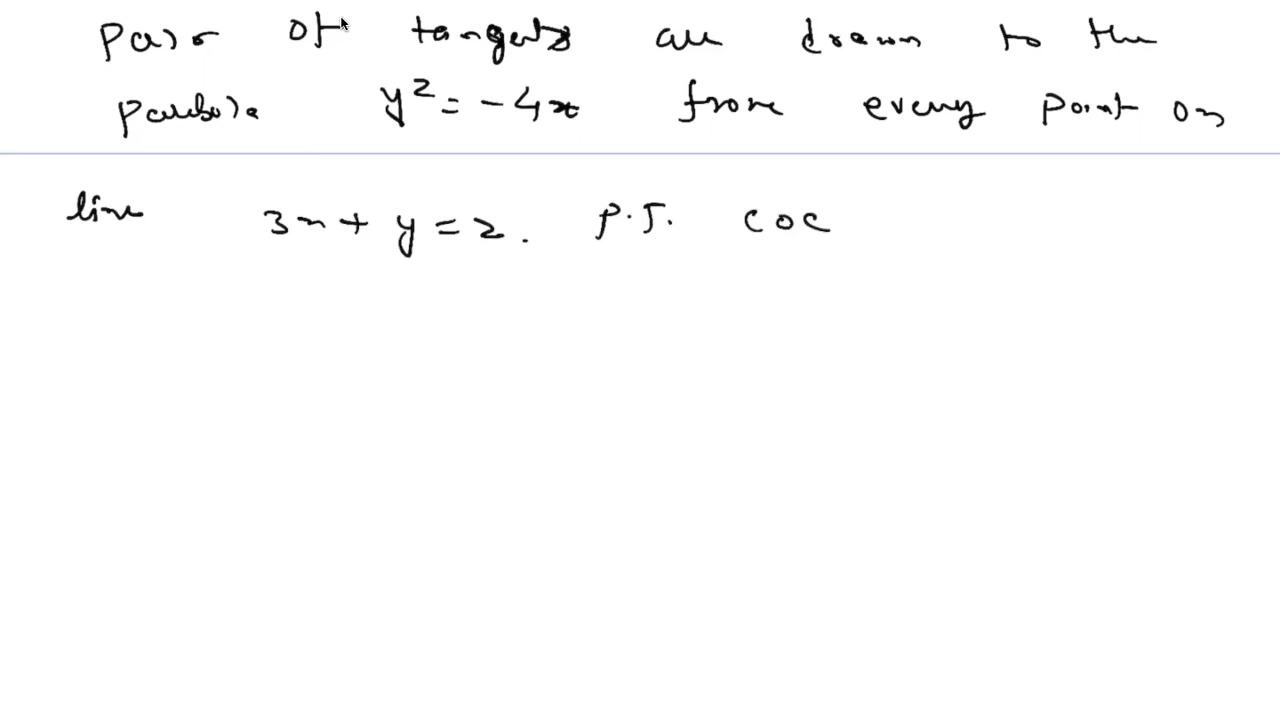 Pair of tangents are drawn to the
parabola y² = -4x from every point on
line 3x + y = 2. P.T. COC